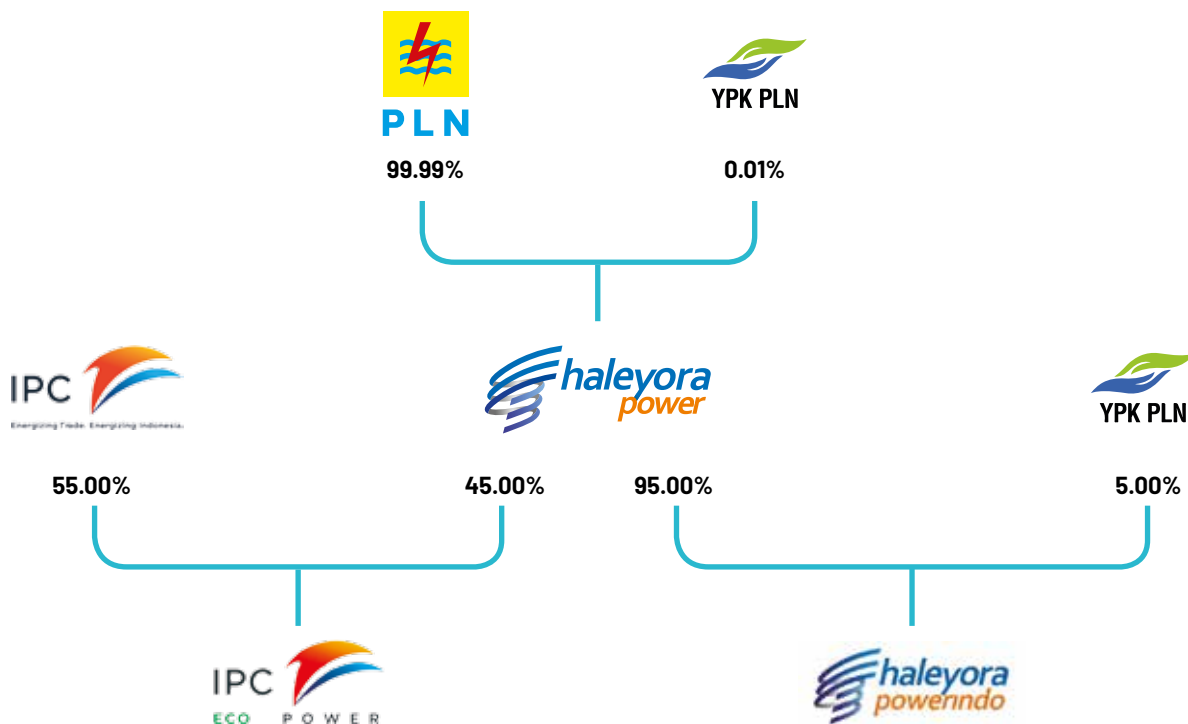 PLN
YPK PLN
99.99%
0.01%
IPC
Energizing Trade. Energizing Indonesia.
haleyora
power
YPK PLN
55.00%
45.00%
95.00%
5.00%
IPC
ECO POWER
haleyora
powerindo